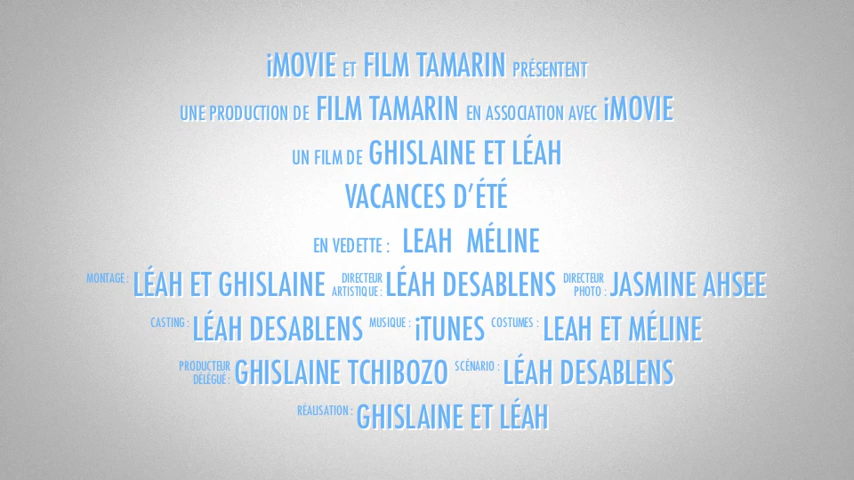 iMOVIE ET FILM TAMARIN PRÉSENTENT
UNE PRODUCTION DE FILM TAMARIN EN ASSOCIATION AVEC iMOVIE
UN FILM DE GHISLAINE ET LÉAH
VACANCES D'ÉTÉ
EN VEDETTE : LEAH MÉLINE
MONTAGE : LÉAH ET GHISLAINE DIRECTEUR ARTISTIQUE : LÉAH DESABLENS DIRECTEUR PHOTO : JASMINE AHSEE
CASTING : LÉAH DESABLENS MUSIQUE : iTUNES COSTUMES : LEAH ET MÉLINE
PRODUCTEUR DÉLÉGUÉ : GHISLAINE TCHIBOZO SCÉNARIO : LÉAH DESABLENS
RÉALISATION : GHISLAINE ET LÉAH